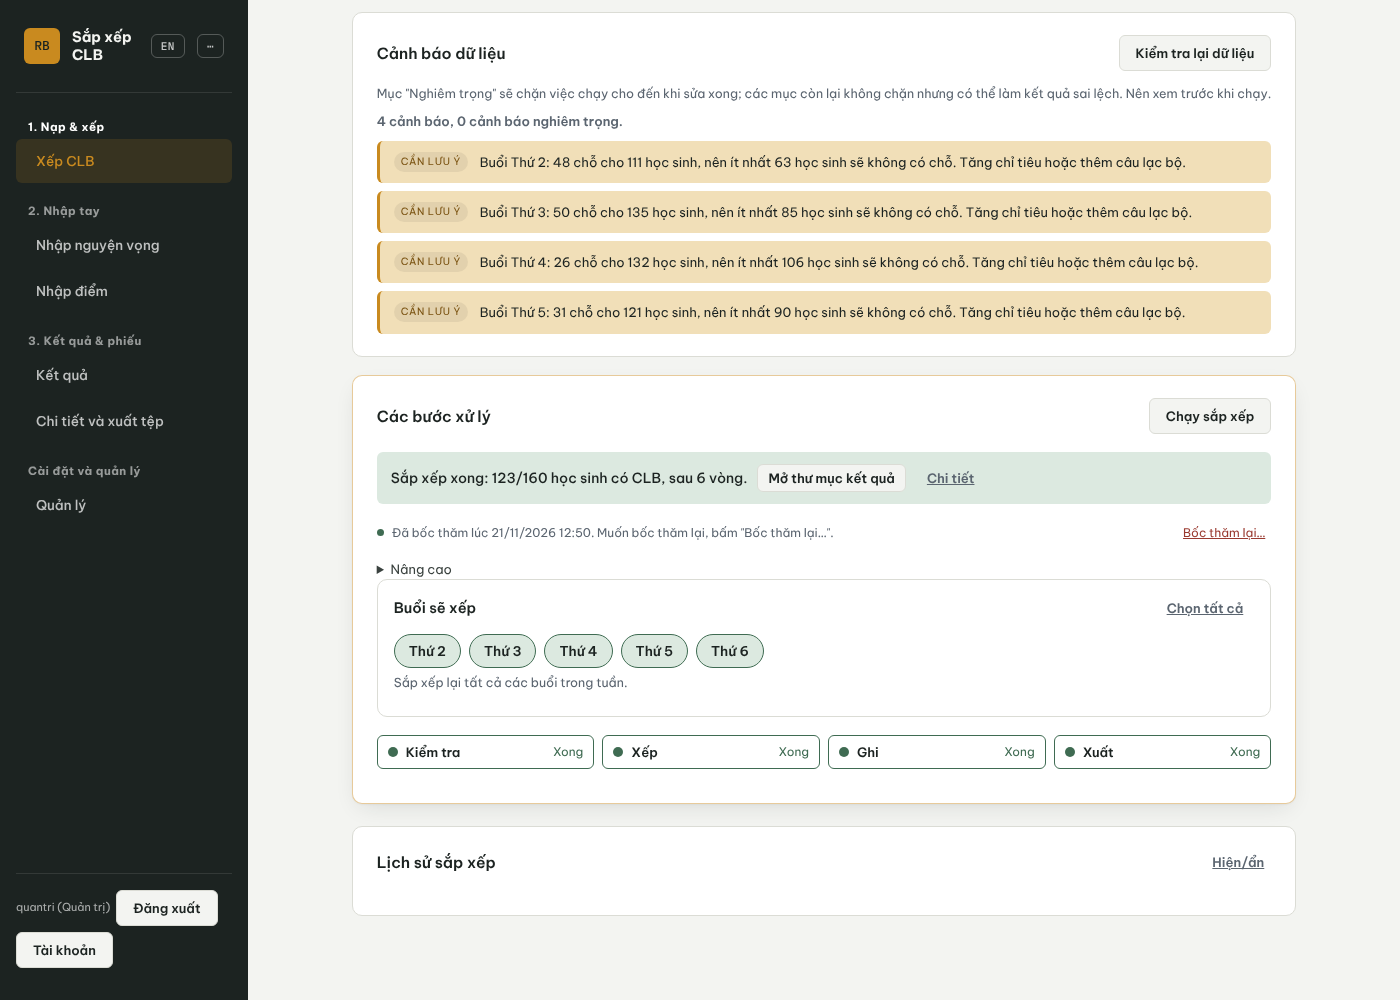 RB
Sắp xếp
CLB
EN
…
1. Nạp & xếp
Xếp CLB
2. Nhập tay
Nhập nguyện vọng
Nhập điểm
3. Kết quả & phiếu
Kết quả
Chi tiết và xuất tệp
Cài đặt và quản lý
Quản lý
quantri (Quản trị)
Đăng xuất
Tài khoản
Cảnh báo dữ liệu
Kiểm tra lại dữ liệu
Mục "Nghiêm trọng" sẽ chặn việc chạy cho đến khi sửa xong; các mục còn lại không chặn nhưng có thể làm kết quả sai lệch. Nên xem trước khi chạy.
4 cảnh báo, 0 cảnh báo nghiêm trọng.
CẦN LƯU Ý Buổi Thứ 2: 48 chỗ cho 111 học sinh, nên ít nhất 63 học sinh sẽ không có chỗ. Tăng chỉ tiêu hoặc thêm câu lạc bộ.
CẦN LƯU Ý Buổi Thứ 3: 50 chỗ cho 135 học sinh, nên ít nhất 85 học sinh sẽ không có chỗ. Tăng chỉ tiêu hoặc thêm câu lạc bộ.
CẦN LƯU Ý Buổi Thứ 4: 26 chỗ cho 132 học sinh, nên ít nhất 106 học sinh sẽ không có chỗ. Tăng chỉ tiêu hoặc thêm câu lạc bộ.
CẦN LƯU Ý Buổi Thứ 5: 31 chỗ cho 121 học sinh, nên ít nhất 90 học sinh sẽ không có chỗ. Tăng chỉ tiêu hoặc thêm câu lạc bộ.
Các bước xử lý
Chạy sắp xếp
Sắp xếp xong: 123/160 học sinh có CLB, sau 6 vòng. Mở thư mục kết quả Chi tiết
Đã bốc thăm lúc 21/11/2026 12:50. Muốn bốc thăm lại, bấm "Bốc thăm lại…". Bốc thăm lại…
Nâng cao
Buổi sẽ xếp
Chọn tất cả
Thứ 2 Thứ 3 Thứ 4 Thứ 5 Thứ 6
Sắp xếp lại tất cả các buổi trong tuần.
Kiểm tra Xong Xếp Xong Ghi Xong Xuất Xong
Lịch sử sắp xếp
Hiện/ẩn